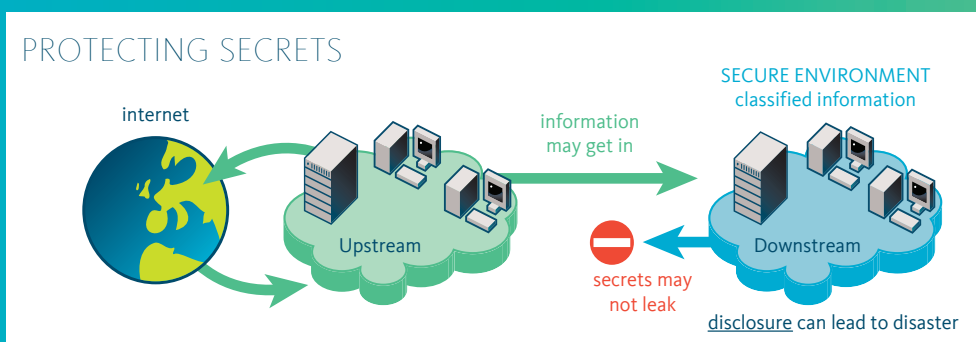 PROTECTING SECRETS
internet
Upstream
information
may get in
SECURE ENVIRONMENT
classified information
Downstream
secrets may
not leak
disclosure can lead to disaster